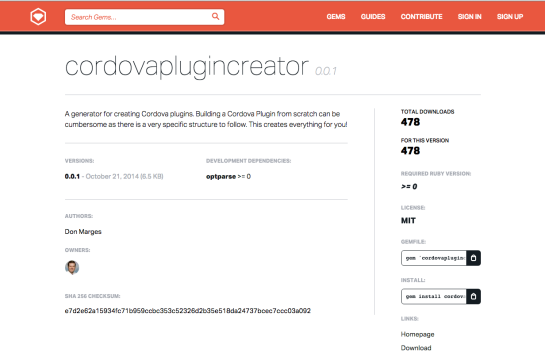 Search Gems...
GEMS GUIDES CONTRIBUTE SIGN IN SIGN UP
cordovaplugincreator 0.0.1
A generator for creating Cordova plugins. Building a Cordova Plugin from scratch can be
cumbersome as there is a very specific structure to follow. This creates everything for you!
VERSIONS:
0.0.1 - October 21, 2014 (6.5 KB)
DEVELOPMENT DEPENDENCIES:
optparse >= 0
AUTHORS:
Don Marges
OWNERS:
SHA 256 CHECKSUM:
e7d2e62a15934fc71b959ccbc353c52326d2b35e518da24737bcec7ccc03a092
TOTAL DOWNLOADS
478
FOR THIS VERSION
478
REQUIRED RUBY VERSION:
>= 0
LICENSE:
MIT
GEMFILE:
gem 'cordovaplugin
INSTALL:
gem install cordov
LINKS:
Homepage
Download